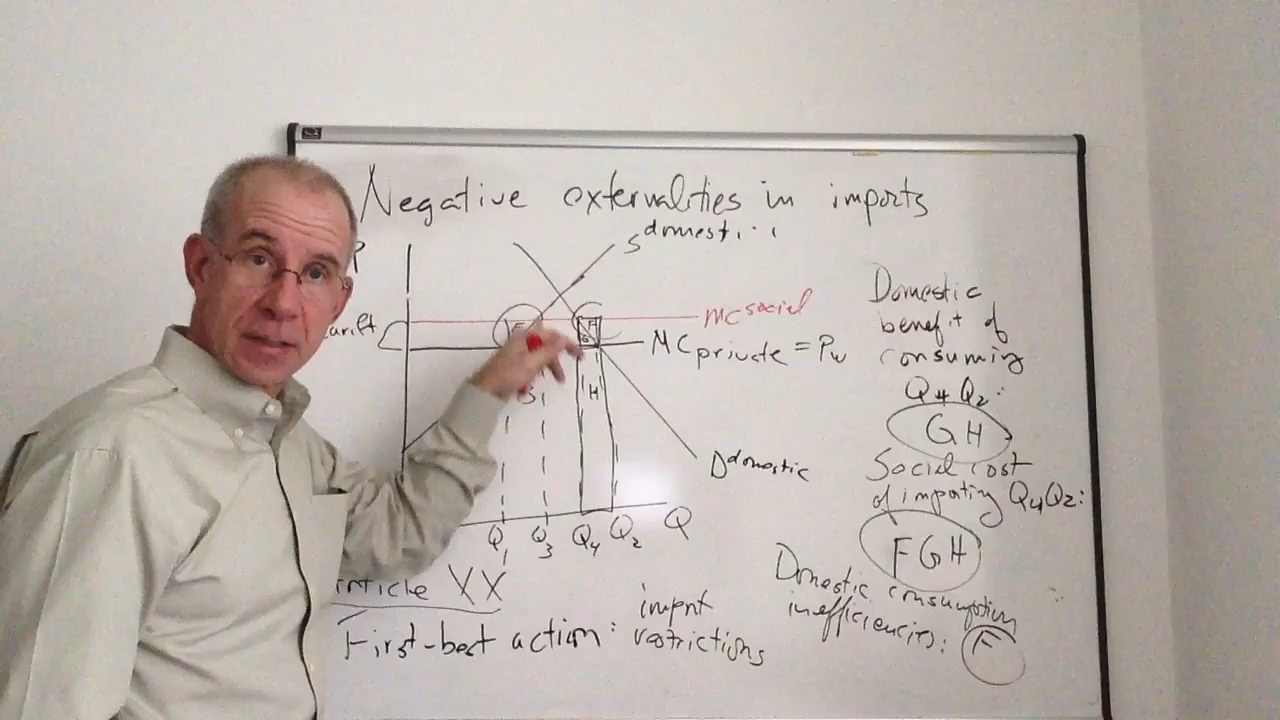 Negative externalities in imports
S domest
MC social
tariff
MC private = Pw
F
G
H
D domestic
Q1 Q3 Q4 Q2 Q
Domestic
benefit of
consuming
Q4 Q2:
GH
Social cost
of importing Q4Q2:
FGH
Domestic consumption
inefficiencies: F
Article XX
First-best action: import
restrictions